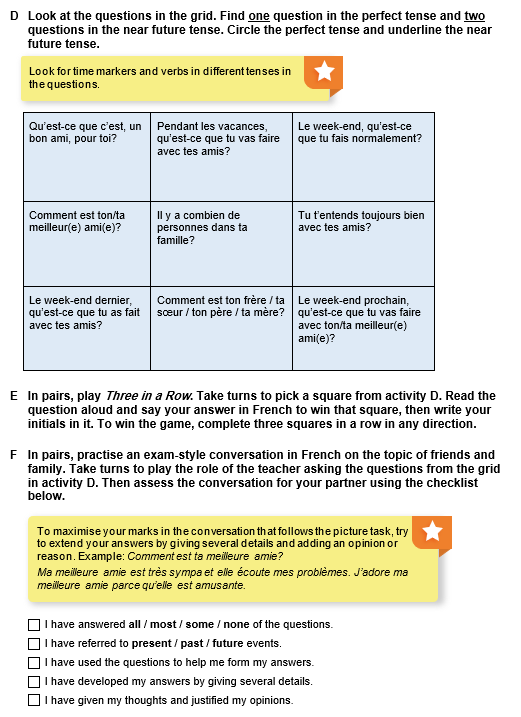 D Look at the questions in the grid. Find one question in the perfect tense and two
questions in the near future tense. Circle the perfect tense and underline the near
future tense.
Look for time markers and verbs in different tenses in
the questions.
Qu'est-ce que c'est, un
bon ami, pour toi?
Pendant les vacances,
qu'est-ce que tu vas faire
avec tes amis?
Le week-end, qu'est-ce
que tu fais normalement?
Comment est ton/ta
meilleur(e) ami(e)?
Il y a combien de
personnes dans ta
famille?
Tu t'entends toujours bien
avec tes amis?
Le week-end dernier,
qu'est-ce que tu as fait
avec tes amis?
Comment est ton frère / ta
sœur / ton père / ta mère?
Le week-end prochain,
qu'est-ce que tu vas faire
avec ton/ta meilleur(e)
ami(e)?
E In pairs, play Three in a Row. Take turns to pick a square from activity D. Read the
question aloud and say your answer in French to win that square, then write your
initials in it. To win the game, complete three squares in a row in any direction.
F In pairs, practise an exam-style conversation in French on the topic of friends and
family. Take turns to play the role of the teacher asking the questions from the grid
in activity D. Then assess the conversation for your partner using the checklist
below.
To maximise your marks in the conversation that follows the picture task, try
to extend your answers by giving several details and adding an opinion or
reason. Example: Comment est ta meilleure amie?
Ma meilleure amie est très sympa et elle écoute mes problèmes. J'adore ma
meilleure amie parce qu'elle est amusante.
I have answered all / most / some / none of the questions.
I have referred to present / past / future events.
I have used the questions to help me form my answers.
I have developed my answers by giving several details.
I have given my thoughts and justified my opinions.